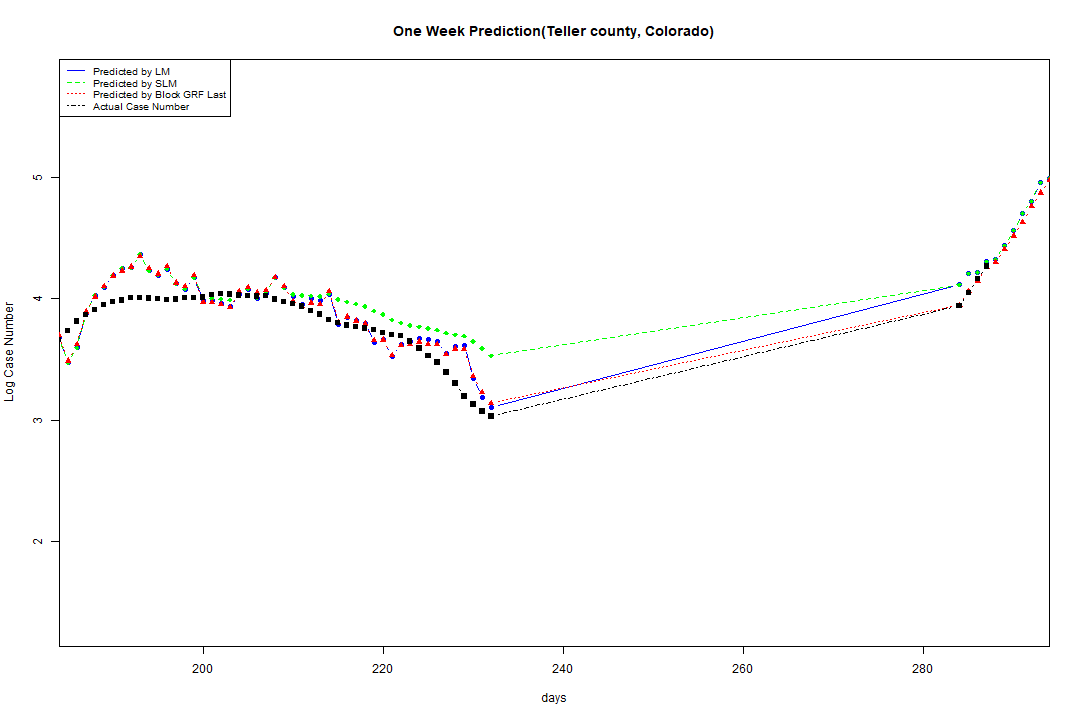 One Week Prediction(Teller county, Colorado)
Predicted by LM
Predicted by SLM
Predicted by Block GRF Last
Actual Case Number
5
4
3
2
Log Case Number
200 220 240 260 280
days